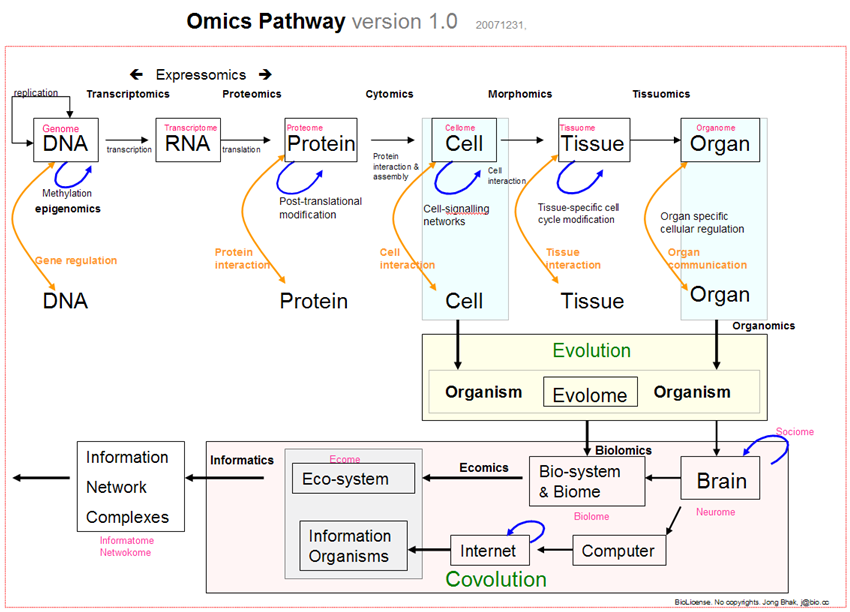 Omics Pathway version 1.0 20071231,
Expressomics
replication
Transcriptomics
Proteomics
Cytomics
Morphomics
Tissuomics
Genome
DNA
transcription
Transcriptome
RNA
translation
Proteome
Protein
Protein
interaction &
assembly
Cellome
Cell
Cell
interaction
Tissuome
Tissue
Organome
Organ
Methylation
epigenomics
Post-translational
modification
Cell-signalling
networks
Tissue-specific cell
cycle modification
Organ specific
cellular regulation
Gene regulation
Protein
interaction
Cell
interaction
Tissue
interaction
Organ
communication
DNA
Protein
Cell
Tissue
Organ
Organomics
Evolution
Organism
Evolome
Organism
Sociome
Information
Network
Complexes
Informatome
Netwokome
Informatics
Ecome
Eco-system
Ecomics
Biolomics
Bio-system
& Biome
Biolome
Brain
Neurome
Information
Organisms
Internet
Computer
Covolution
BioLicense. No copyrights. Jong Bhak, j@bio.cc